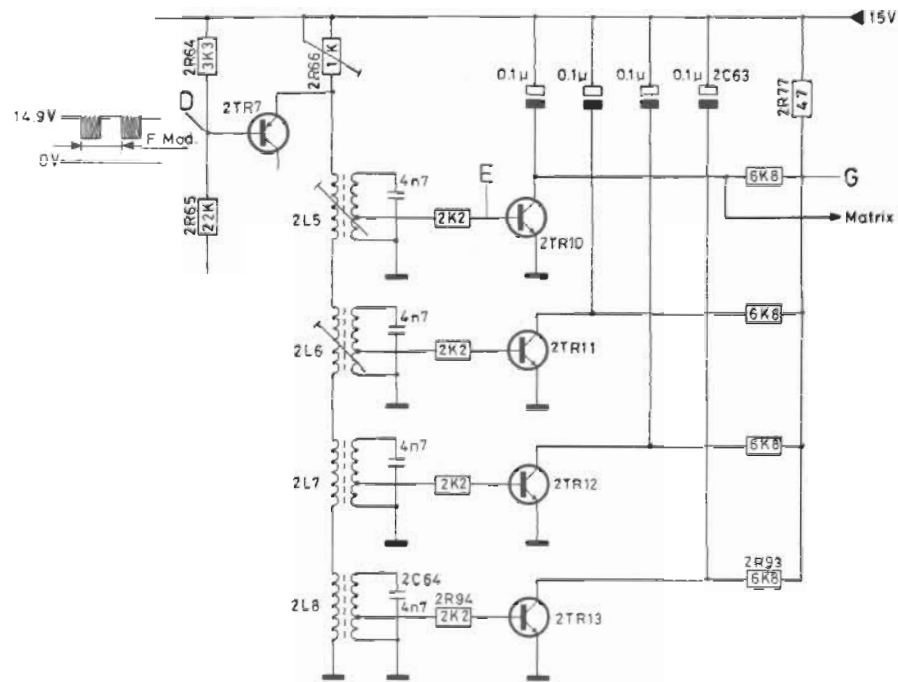 15V
2R64
3K3
2R66
1K
0.1µ
0.1µ
0.1µ
0.1µ
2C63
2R77
47
D
2TR7
14.9V
F Mod.
0V
2R65
22K
4n7
E
6K8
G
2L5
2K2
2TR10
Matrix
4n7
6K8
2L6
2K2
2TR11
4n7
6K8
2L7
2K2
2TR12
2C64
2R93
6K8
2L8
4n7
2R94
2K2
2TR13